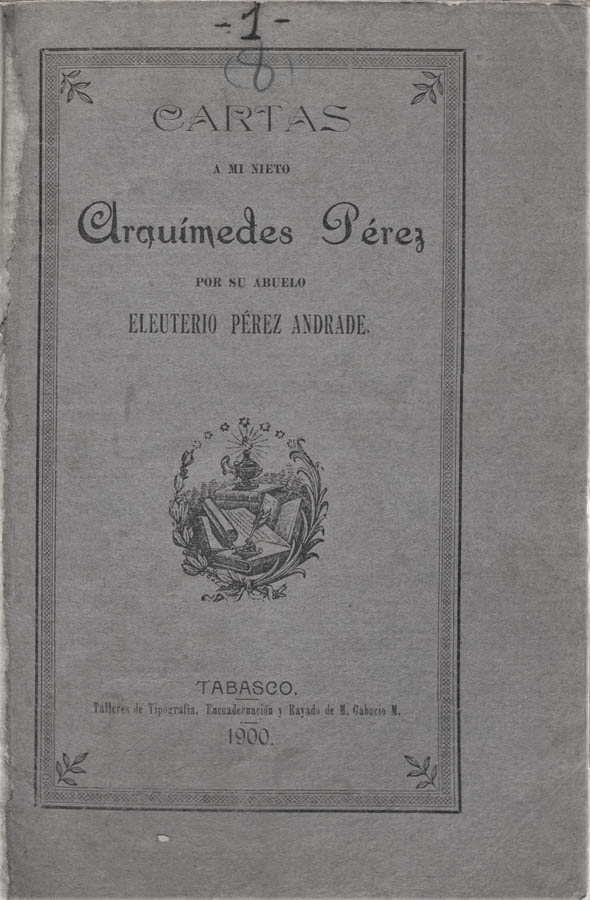 -1-
8
CARTAS
A MI NIETO
Arquímedes Pérez
POR SU ABUELO
ELEUTERIO PÉREZ ANDRADE.
TABASCO.
Talleres de Tipografía, Encuadernación y Rayado de M. Gabucio M.
1900.